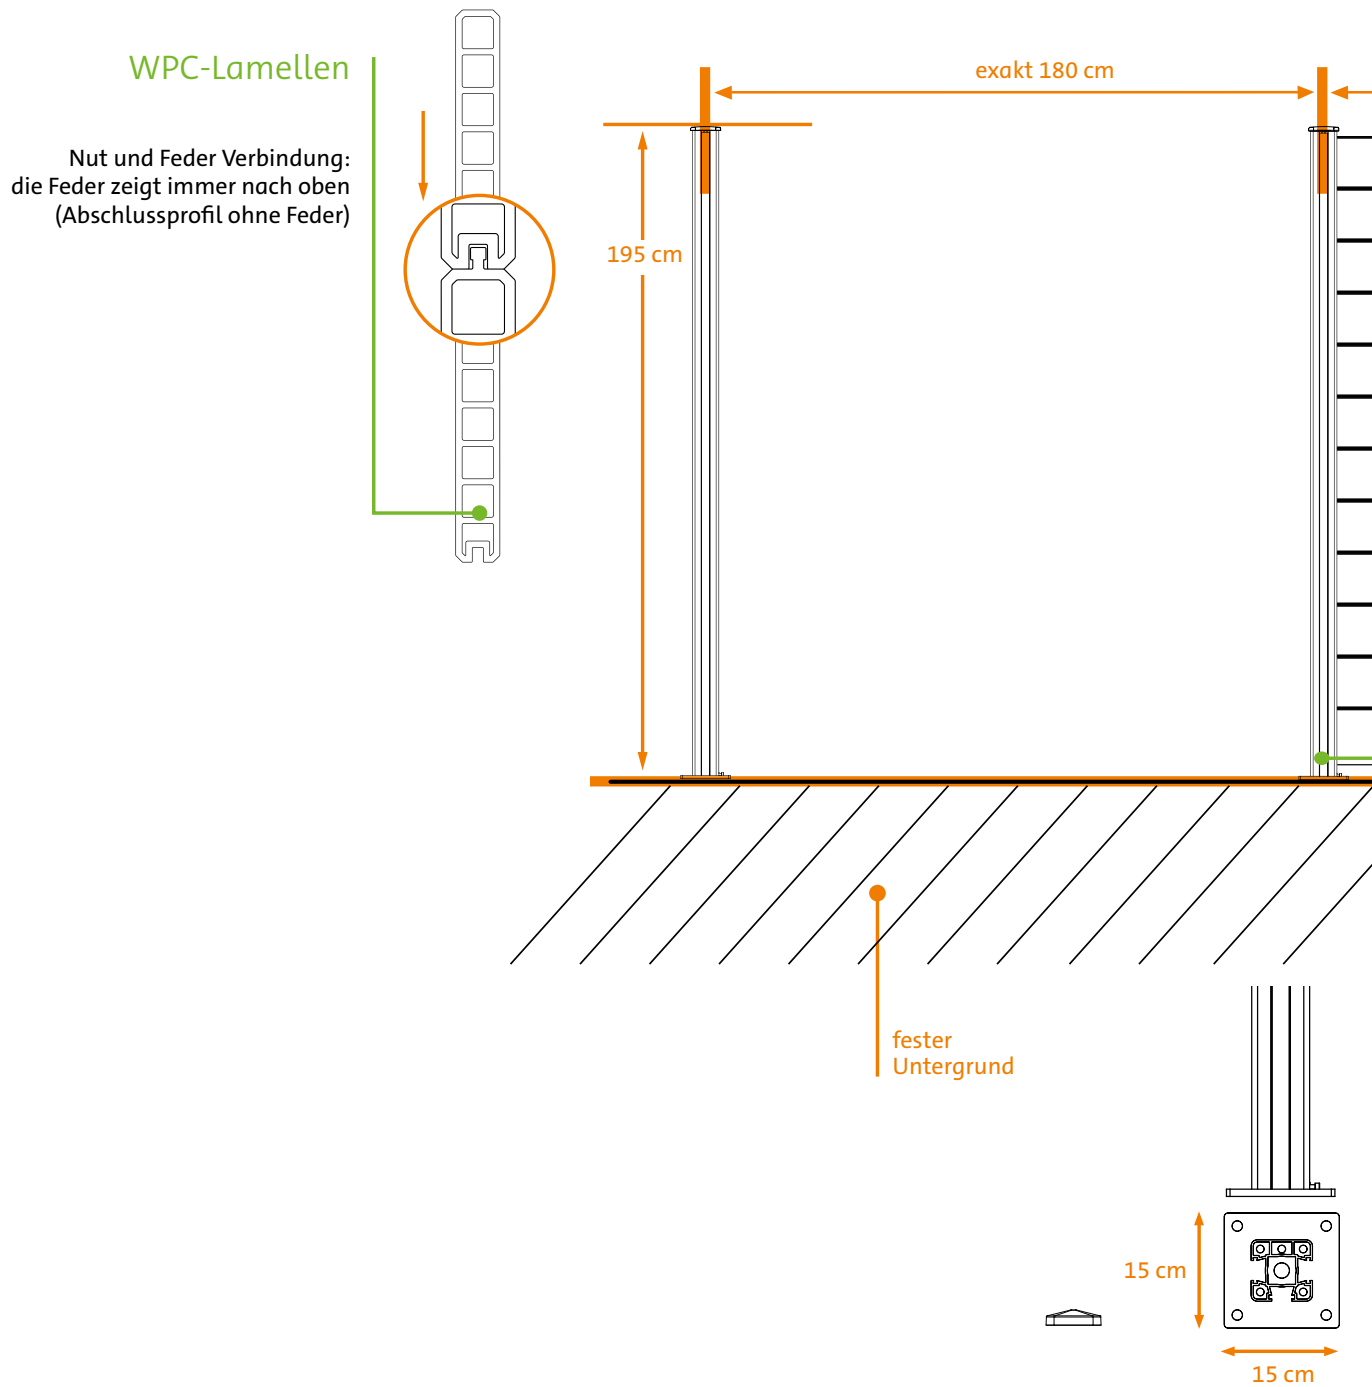 WPC-Lamellen
Nut und Feder Verbindung:
die Feder zeigt immer nach oben
(Abschlussprofil ohne Feder)
exakt 180 cm
195 cm
fester
Untergrund
15 cm
15 cm